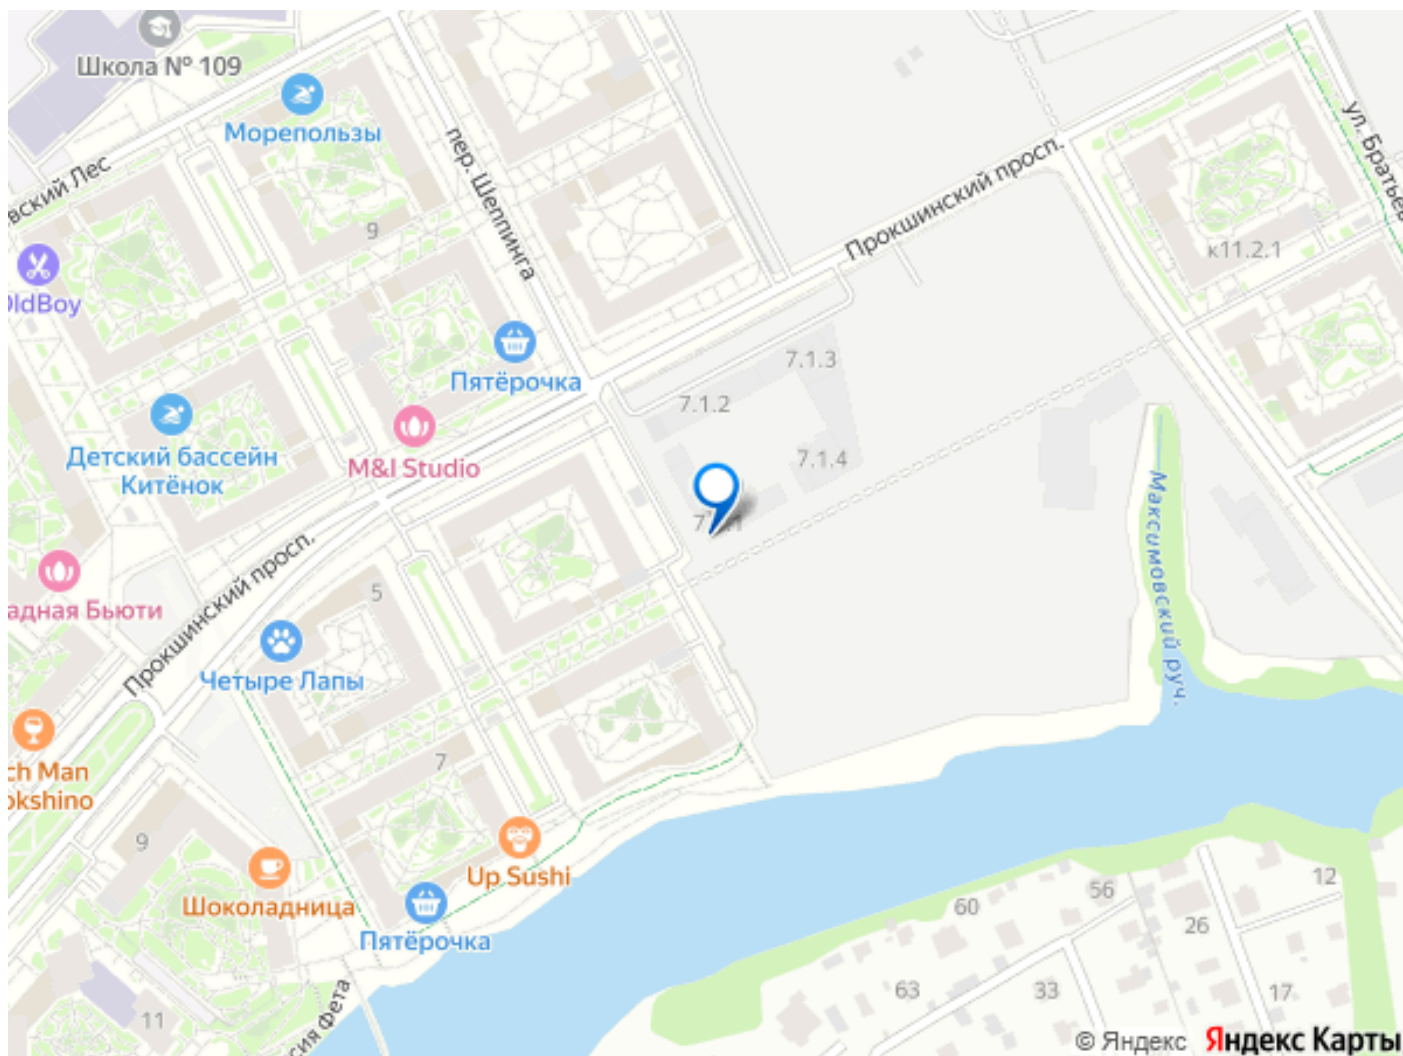 Школа № 109
Морепользы
вский Лес
пер. Шеппинга
9
OldBoy
Прокшинский просп.
ул. Братьев
к11.2.1
Пятёрочка
7.1.3
7.1.2
M&I Studio
7.1.4
Детский бассейн
Китёнок
Максимовский руч.
адная Бьюти
Прокшинский просп.
5
Четыре Лапы
ch Man
okshino
7
9
Up Sushi
Шоколадница
Пятёрочка
11
сия Фета
56
12
60
26
63
33
17
© Яндекс
Яндекс Карты